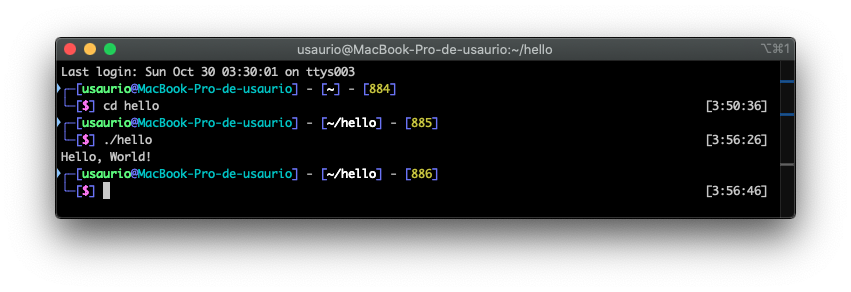 usaurio@MacBook-Pro-de-usaurio:~/hello ⌥⌘1
Last login: Sun Oct 30 03:30:01 on ttys003
┌─[usaurio@MacBook-Pro-de-usaurio] - [~] - [884]
└─[$] cd hello [3:50:36]
┌─[usaurio@MacBook-Pro-de-usaurio] - [~/hello] - [885]
└─[$] ./hello [3:56:26]
Hello, World!
┌─[usaurio@MacBook-Pro-de-usaurio] - [~/hello] - [886]
└─[$] [3:56:46]